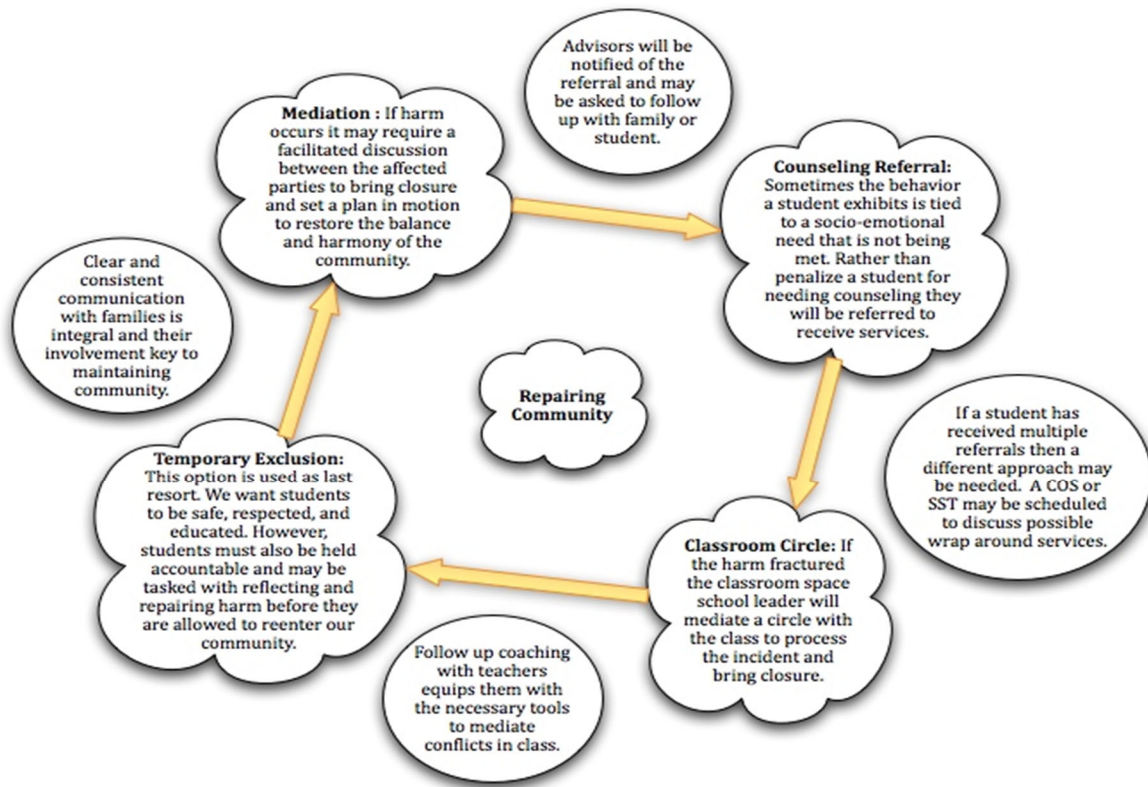 Mediation : If harm
occurs it may require a
facilitated discussion
between the affected
parties to bring closure
and set a plan in motion
to restore the balance
and harmony of the
community.
Advisors will be
notified of the
referral and may
be asked to follow
up with family or
student.
Counseling Referral:
Sometimes the behavior
a student exhibits is tied
to a socio-emotional
need that is not being
met. Rather than
penalize a student for
needing counseling they
will be referred to
receive services.
Clear and
consistent
communication
with families is
integral and their
involvement key to
maintaining
community.
Repairing
Community
If a student has
received multiple
referrals then a
different approach may
be needed.  A COS or
SST may be scheduled
to discuss possible
wrap around services.
Temporary Exclusion:
This option is used as last
resort. We want students
to be safe, respected, and
educated. However,
students must also be held
accountable and may be
tasked with reflecting and
repairing harm before they
are allowed to reenter our
community.
Classroom Circle: If
the harm fractured
the classroom space
school leader will
mediate a circle with
the class to process
the incident and
bring closure.
Follow up coaching
with teachers
equips them with
the necessary tools
to mediate
conflicts in class.